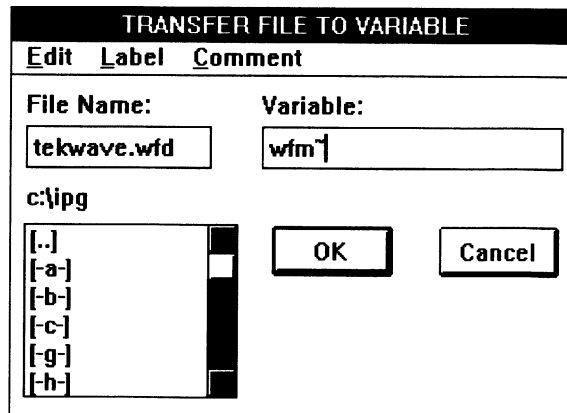 TRANSFER FILE TO VARIABLE
Edit Label Comment
File Name:
Variable:
tekwave.wfd
wfm~
c:\ipg
[..]
[-a-]
[-b-]
[-c-]
[-g-]
[-h-]
OK
Cancel